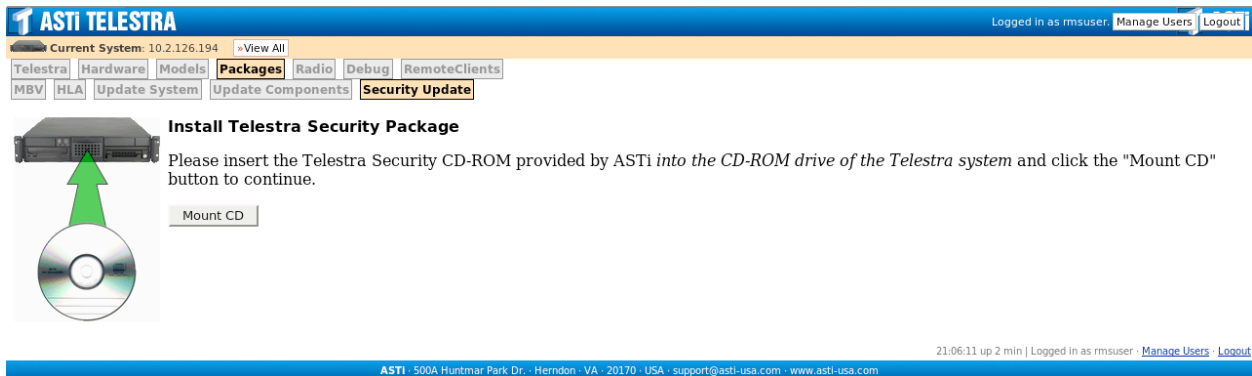 ASTi TELESTRA
Logged in as rmsuser. Manage Users Logout
Current System: 10.2.126.194 »View All
Telestra Hardware Models Packages Radio Debug RemoteClients
MBV HLA Update System Update Components Security Update
Install Telestra Security Package
Please insert the Telestra Security CD-ROM provided by ASTi into the CD-ROM drive of the Telestra system and click the "Mount CD"
button to continue.
Mount CD
21:06:11 up 2 min | Logged in as rmsuser · Manage Users · Logout
ASTi · 500A Huntmar Park Dr. · Herndon · VA · 20170 · USA · support@asti-usa.com · www.asti-usa.com